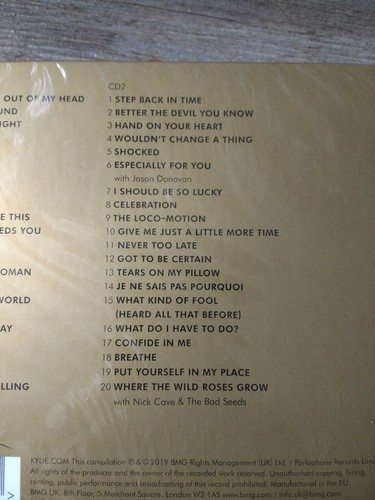 OUT OF MY HEAD
UND
IGHT
E THIS
EEDS YOU
OMAN
WORLD
AY
LLING
CD2
1 STEP BACK IN TIME
2 BETTER THE DEVIL YOU KNOW
3 HAND ON YOUR HEART
4 WOULDN'T CHANGE A THING
5 SHOCKED
6 ESPECIALLY FOR YOU
with Jason Donovan
7 I SHOULD BE SO LUCKY
8 CELEBRATION
9 THE LOCO-MOTION
10 GIVE ME JUST A LITTLE MORE TIME
11 NEVER TOO LATE
12 GOT TO BE CERTAIN
13 TEARS ON MY PILLOW
14 JE NE SAIS PAS POURQUOI
15 WHAT KIND OF FOOL
(HEARD ALL THAT BEFORE)
16 WHAT DO I HAVE TO DO?
17 CONFIDE IN ME
18 BREATHE
19 PUT YOURSELF IN MY PLACE
20 WHERE THE WILD ROSES GROW
with Nick Cave & The Bad Seeds
KYLIE.COM This compilation ℗ & © 2019 BMG Rights Management (UK) Ltd. / Parlophone Records Limi
All rights of the producer and the owner of the recorded work reserved. Unauthorised copying, hiring,
renting, public performance and broadcasting of this record prohibited. Manufactured in the EU.
BMG UK, 8th Floor, 5 Merchant Square, London W2 1AS www.bmg.com / info.uk@bmg.com